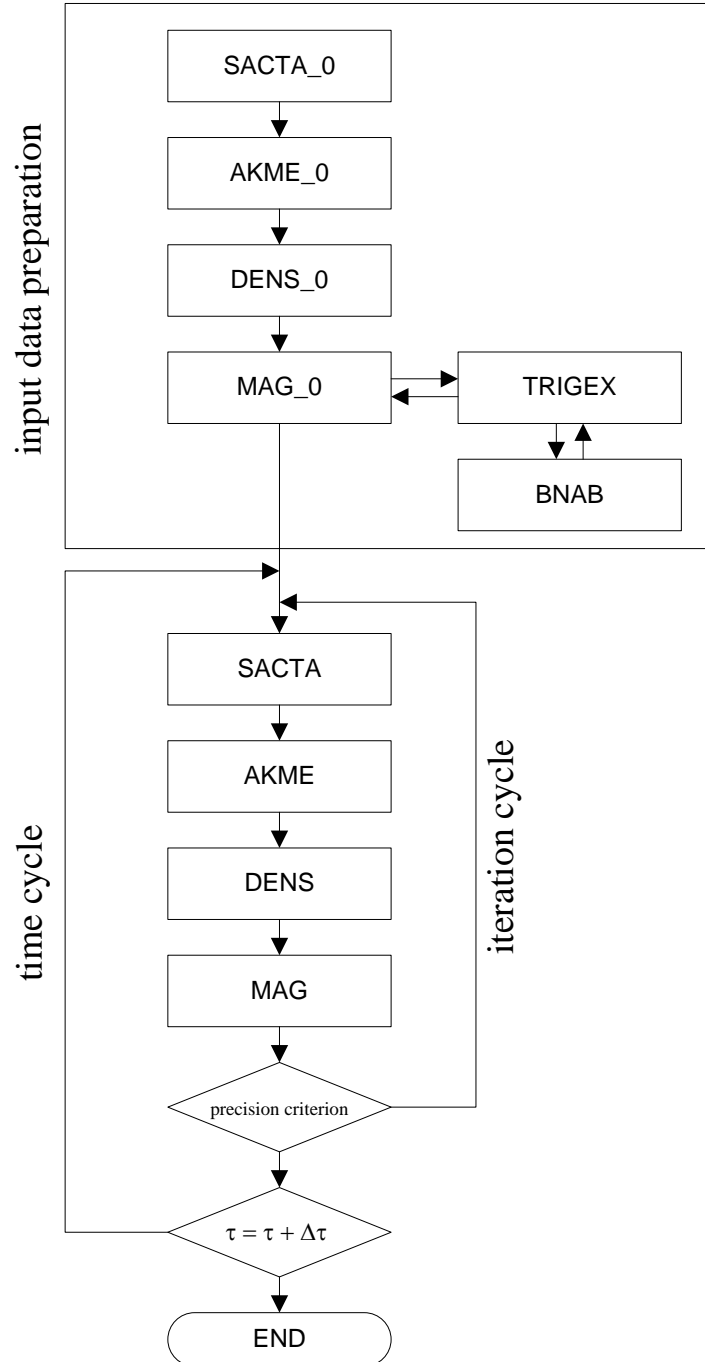 input data preparation
SACTA_0
AKME_0
DENS_0
MAG_0
TRIGEX
BNAB
time cycle
iteration cycle
SACTA
AKME
DENS
MAG
precision criterion
τ = τ + Δτ
END